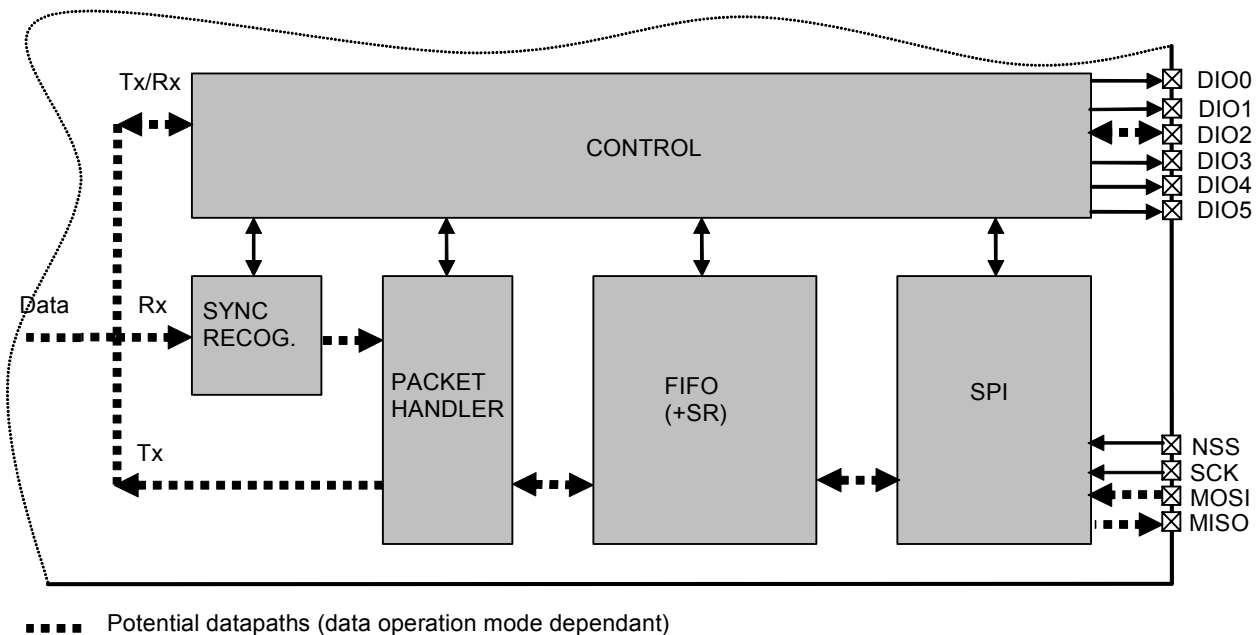 Tx/Rx
CONTROL
DIO0
DIO1
DIO2
DIO3
DIO4
DIO5
Data
Rx
SYNC
RECOG.
PACKET
HANDLER
FIFO
(+SR)
SPI
Tx
NSS
SCK
MOSI
MISO
Potential datapaths (data operation mode dependant)